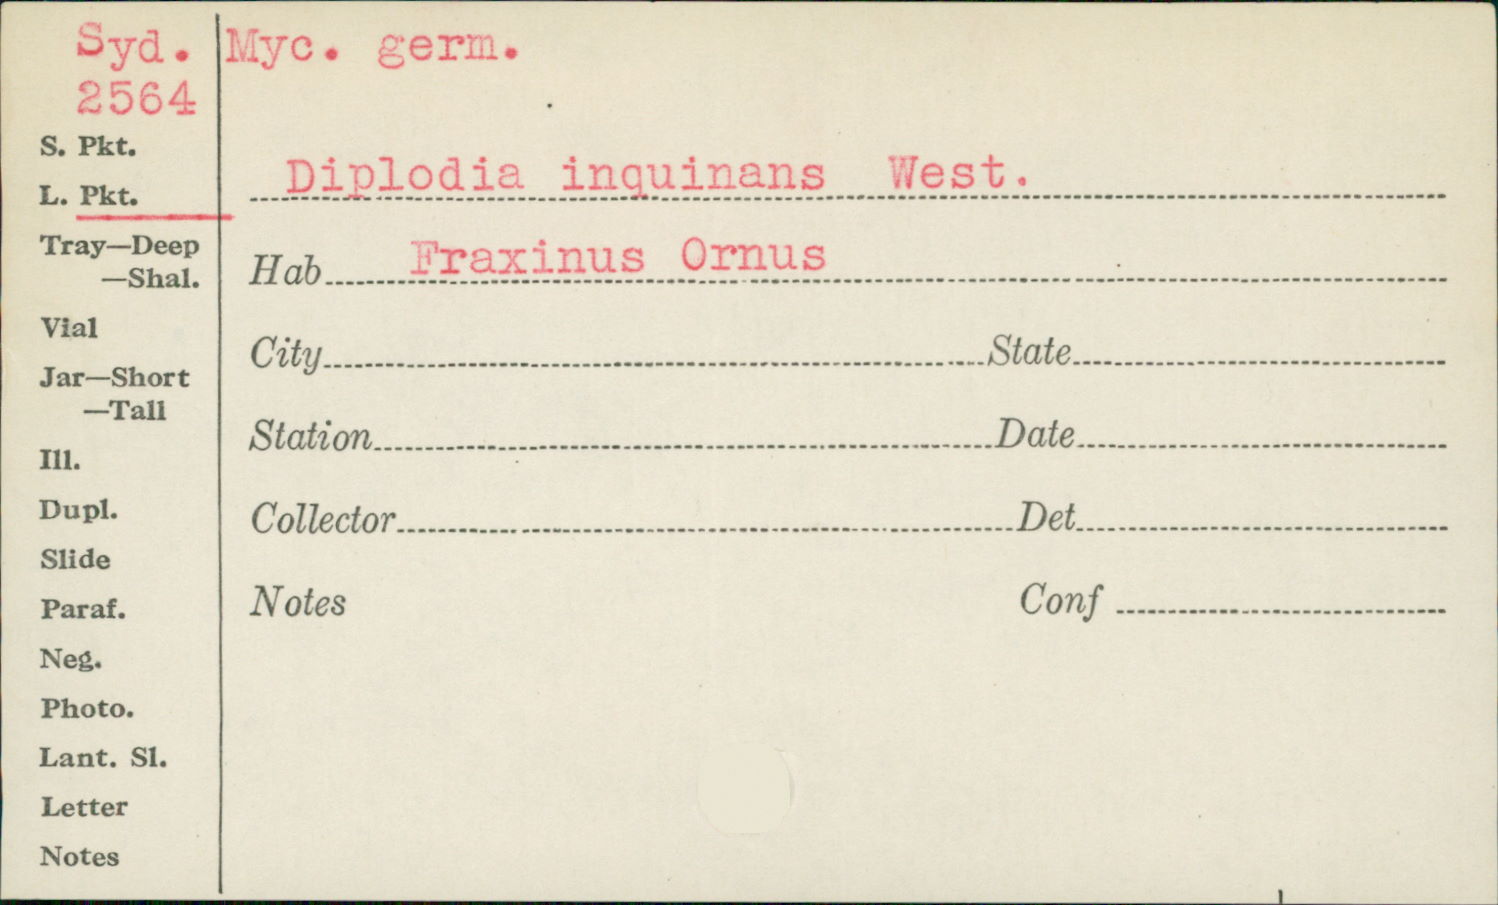 Syd. Myc. germ.
2564
S. Pkt.
L. Pkt.
Tray—Deep
—Shal.
Vial
Jar—Short
—Tall
Ill.
Dupl.
Slide
Paraf.
Neg.
Photo.
Lant. Sl.
Letter
Notes
Diplodia inquinans West.
Hab Fraxinus Ornus
City State
Station Date
Collector Det
Notes Conf